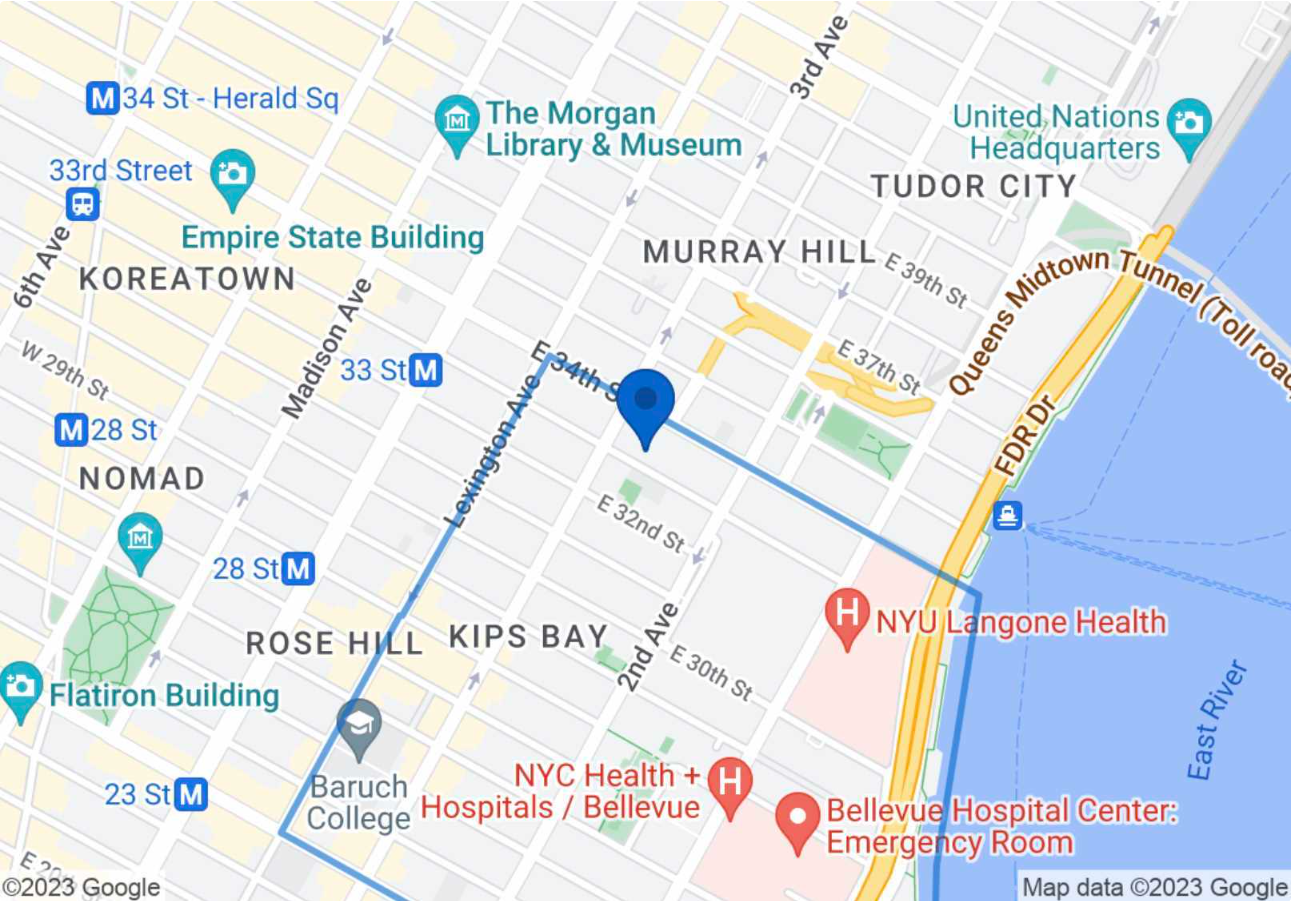 3rd Ave
34 St - Herald Sq
The Morgan
Library & Museum
United Nations
Headquarters
33rd Street
TUDOR CITY
Empire State Building
MURRAY HILL
6th Ave
KOREATOWN
E 39th St
Queens Midtown Tunnel (Toll road)
Madison Ave
W 29th St
33 St
E 34th S
E 37th St
28 St
Lexington Ave
FDR Dr
NOMAD
E 32nd St
28 St
NYU Langone Health
ROSE HILL
KIPS BAY
2nd Ave
E 30th St
Flatiron Building
East River
23 St
Baruch
College
NYC Health +
Hospitals / Bellevue
Bellevue Hospital Center:
Emergency Room
©2023 Google
Map data ©2023 Google